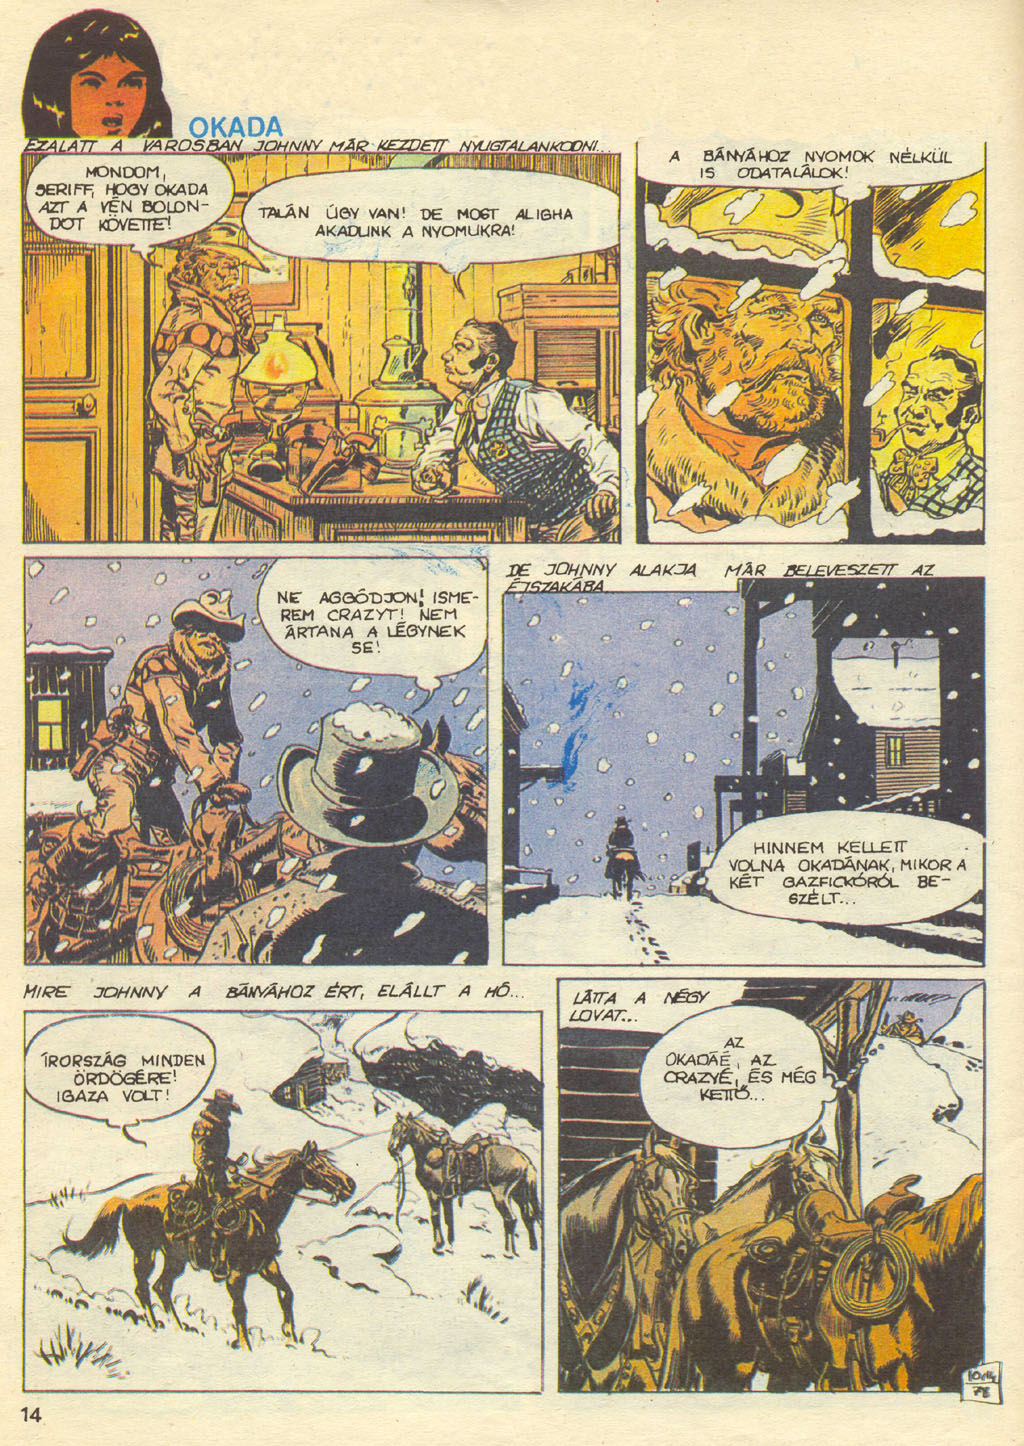 OKADA
EZALATT A VAROSBAN JOHNNY MÁR KEZDETT NYUGTALANKODNI...
MONDOM,
SERIFF, HOGY OKADA
AZT A VÉN BOLON-
DOT KÖVETTE!
TALÁN ÚGY VAN! DE MOST ALIGHA
AKADUNK A NYOMUKRA!
A BÁNYÁHOZ NYOMOK NÉLKÜL
IS ODATALÁLOK!
NE AGGÓDJON! ISME-
REM CRAZYT! NEM
ÁRTANA A LÉGYNEK
SE!
DE JOHNNY ALAKJA MÁR BELEVESZETT AZ
ÉJSZAKÁBA...
HINNEM KELLETT
VOLNA OKADÁNAK, MIKOR A
KÉT GAZFICKÓRÓL BE-
SZÉLT...
MIRE JOHNNY A BÁNYÁHOZ ÉRT, ELÁLLT A HÓ...
ÍRORSZÁG MINDEN
ÖRDÖGÉRE!
IGAZA VOLT!
LÁTTA A NÉGY
LOVAT...
AZ
OKADÁÉ, AZ
CRAZYÉ, ÉS MÉG
KETTŐ...
78
14